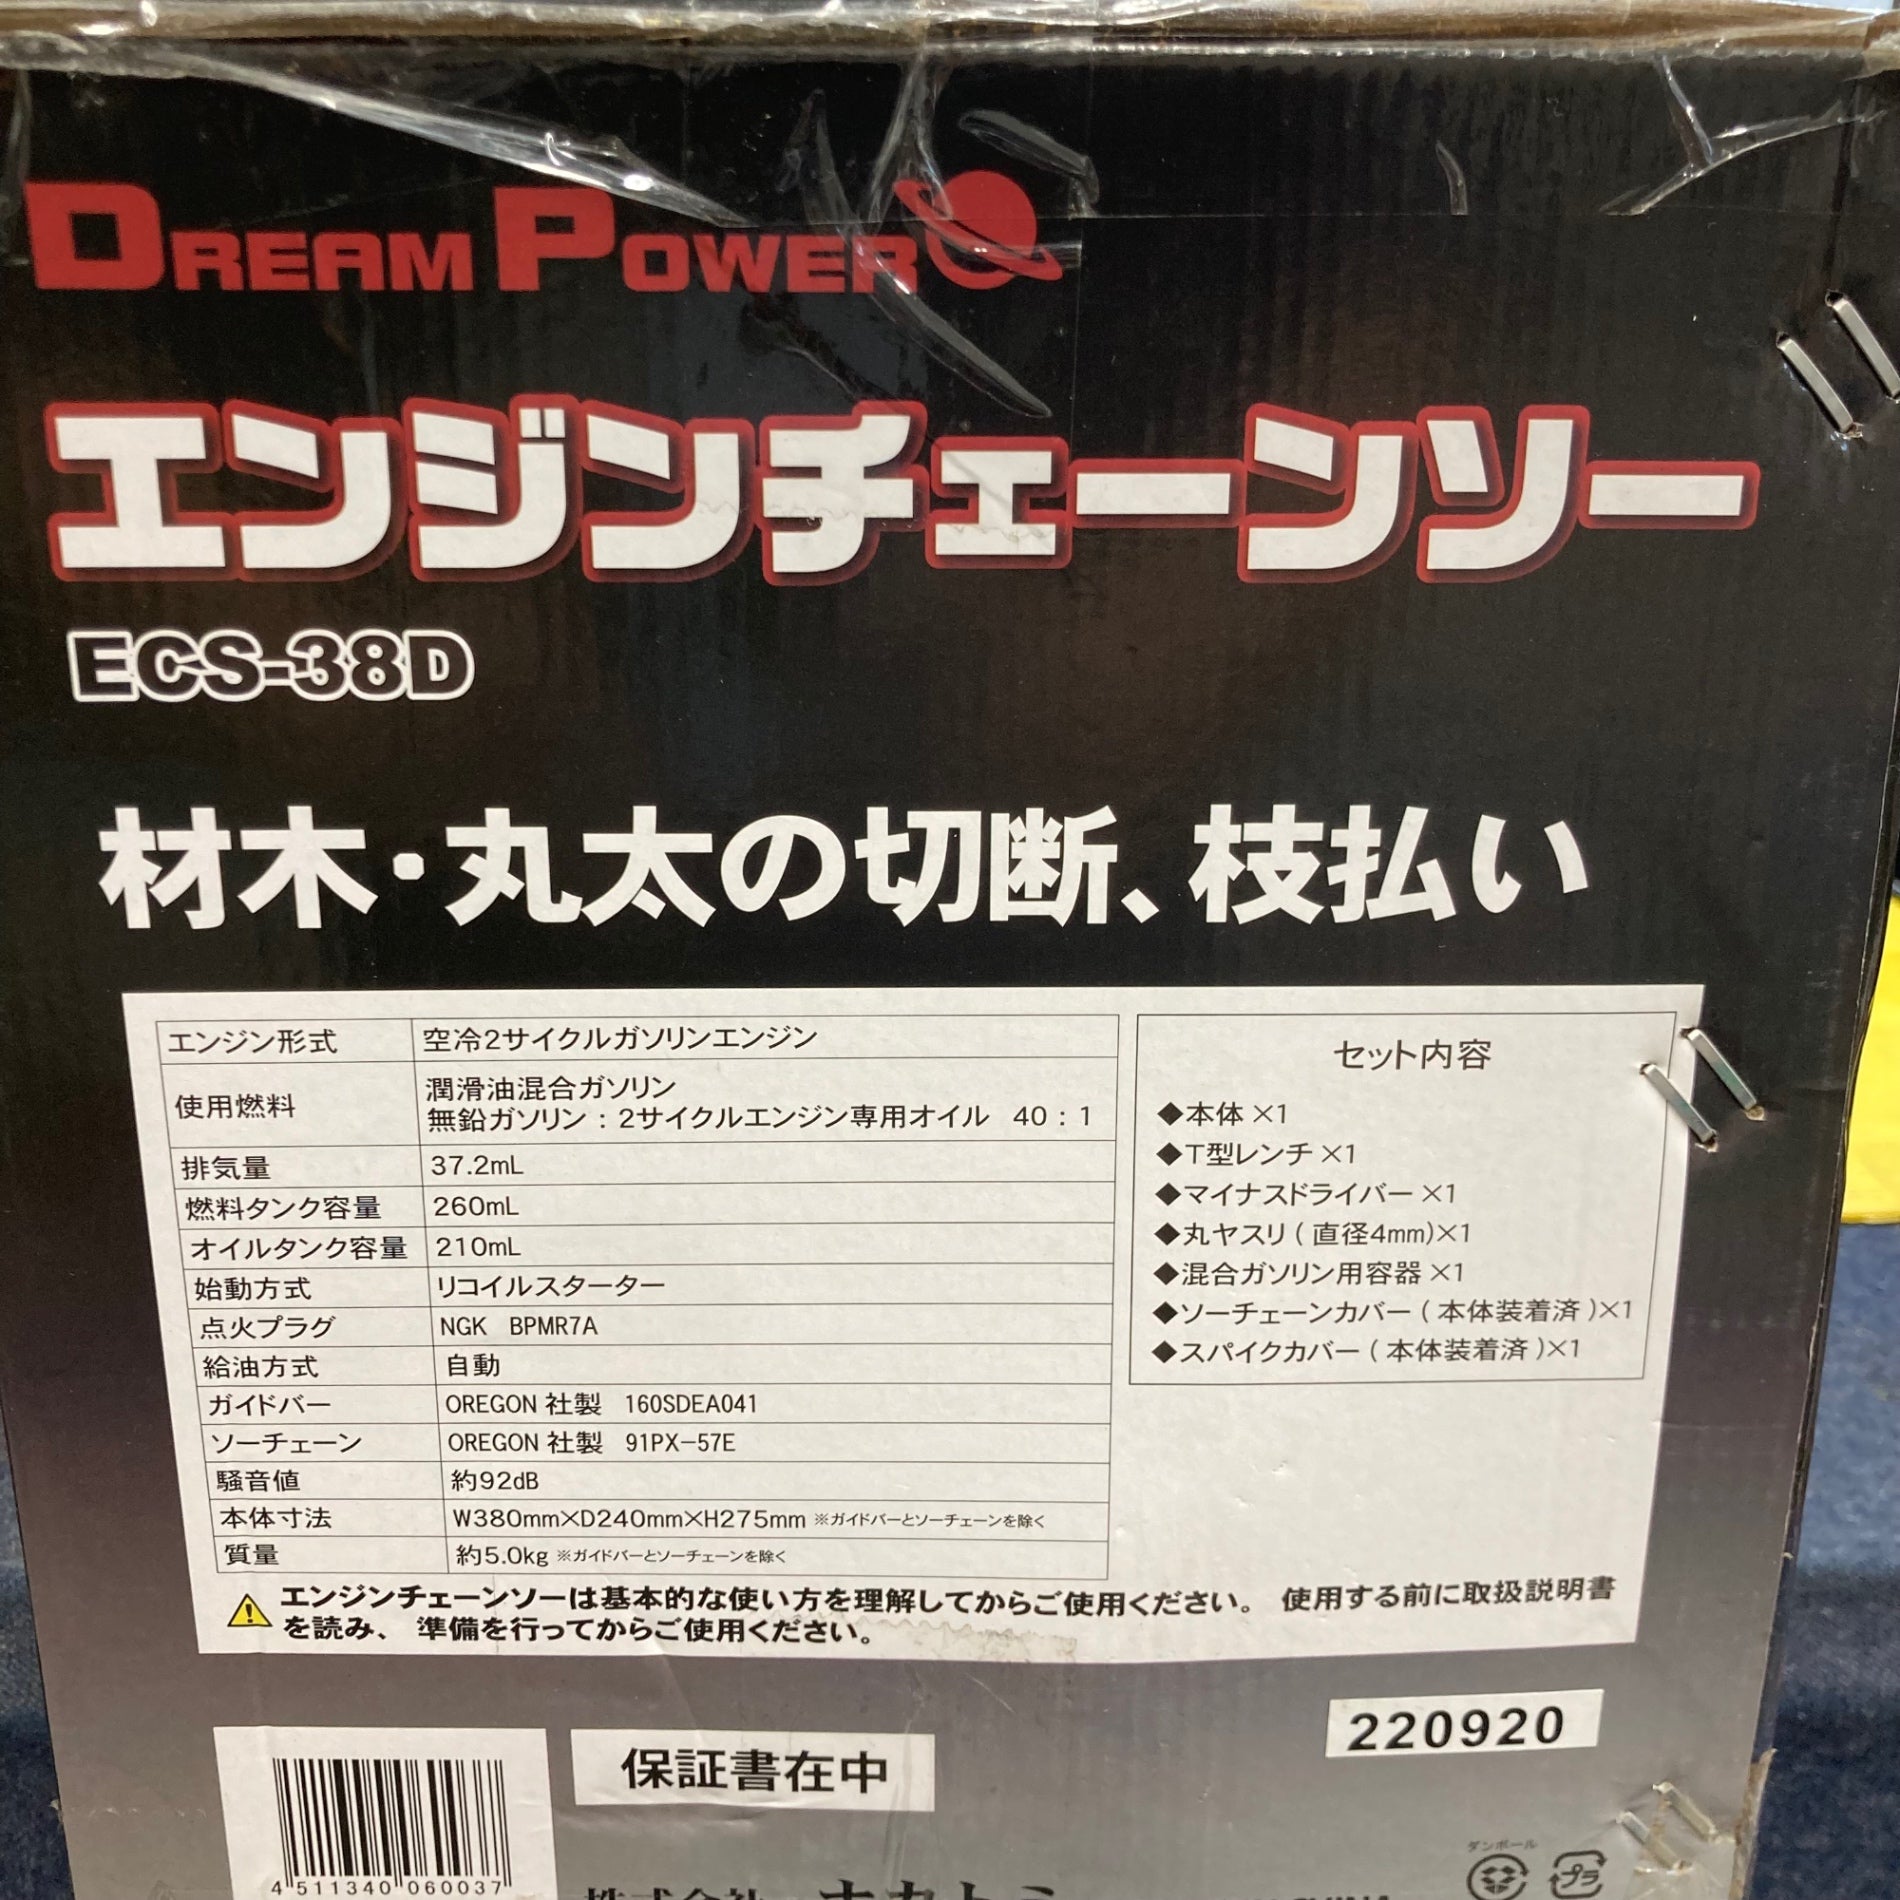 DREAM POWER
エンジンチェーンソー
ECS-38D
材木・丸太の切断、枝払い
エンジン形式 空冷2サイクルガソリンエンジン
使用燃料 潤滑油混合ガソリン
無鉛ガソリン：2サイクルエンジン専用オイル 40：1
排気量 37.2mL
燃料タンク容量 260mL
オイルタンク容量 210mL
始動方式 リコイルスターター
点火プラグ NGK BPMR7A
給油方式 自動
ガイドバー OREGON 社製 160SDEA041
ソーチェーン OREGON 社製 91PX-57E
騒音値 約92dB
本体寸法 W380mm×D240mm×H275mm ※ガイドバーとソーチェーンを除く
質量 約5.0kg ※ガイドバーとソーチェーンを除く
セット内容
◆本体 ×1
◆T型レンチ ×1
◆マイナスドライバー ×1
◆丸ヤスリ ( 直径4mm)×1
◆混合ガソリン用容器 ×1
◆ソーチェーンカバー ( 本体装着済 )×1
◆スパイクカバー ( 本体装着済 )×1
エンジンチェーンソーは基本的な使い方を理解してからご使用ください。 使用する前に取扱説明書
を読み、 準備を行ってからご使用ください。
220920
保証書在中
4 511340 060037
ダンボール
プラ